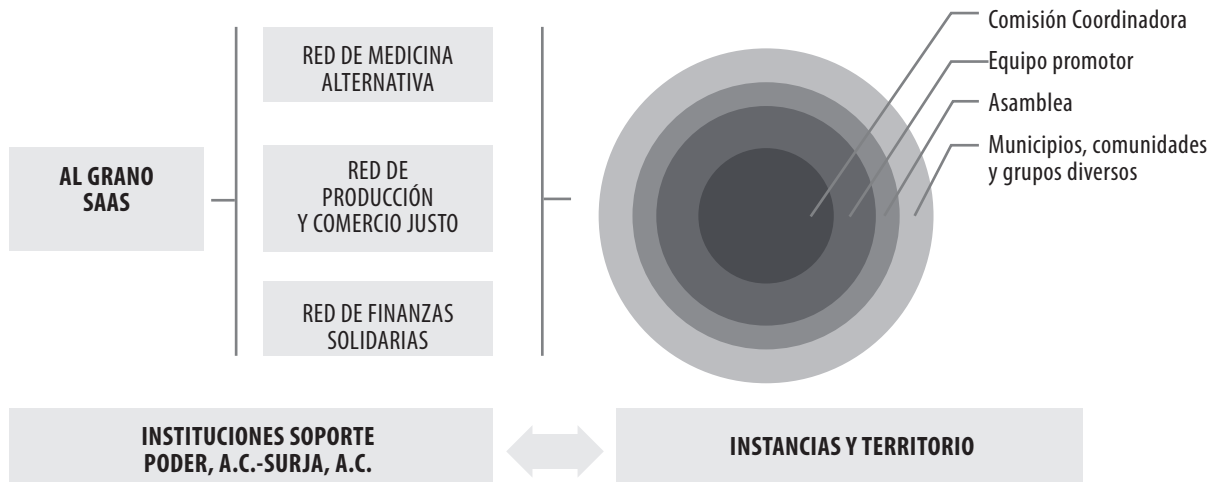 AL GRANO
SAAS
RED DE MEDICINA
ALTERNATIVA
RED DE
PRODUCCIÓN
Y COMERCIO JUSTO
RED DE FINANZAS
SOLIDARIAS
Comisión Coordinadora
Equipo promotor
Asamblea
Municipios, comunidades
y grupos diversos
INSTITUCIONES SOPORTE
PODER, A.C.-SURJA, A.C.
INSTANCIAS Y TERRITORIO